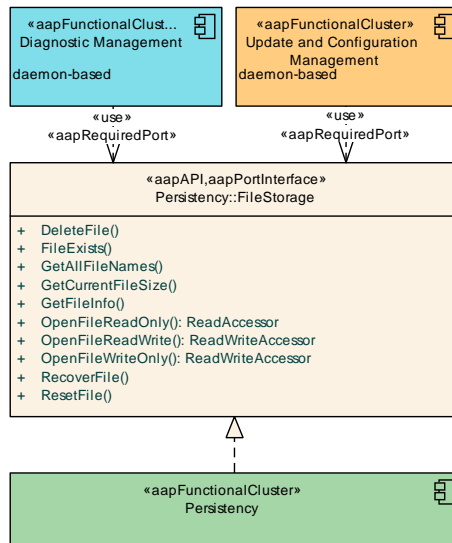 «aapFunctionalClust...
Diagnostic Management
daemon-based
«aapFunctionalCluster»
Update and Configuration
Management
daemon-based
«use»
«aapRequiredPort»
«use»
«aapRequiredPort»
«aapAPI,aapPortInterface»
Persistency::FileStorage
+ DeleteFile()
+ FileExists()
+ GetAllFileNames()
+ GetCurrentFileSize()
+ GetFileInfo()
+ OpenFileReadOnly(): ReadAccessor
+ OpenFileReadWrite(): ReadWriteAccessor
+ OpenFileWriteOnly(): ReadWriteAccessor
+ RecoverFile()
+ ResetFile()
«aapFunctionalCluster»
Persistency